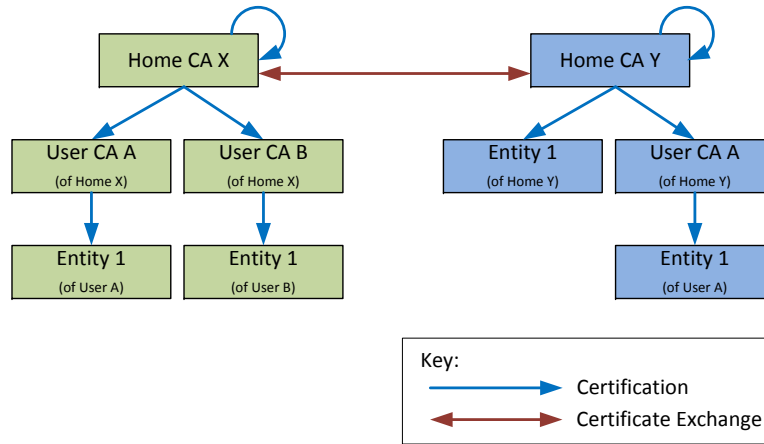 Home CA X
Home CA Y
User CA A
(of Home X)
User CA B
(of Home X)
Entity 1
(of Home Y)
User CA A
(of Home Y)
Entity 1
(of User A)
Entity 1
(of User B)
Entity 1
(of User A)
Key:
Certification
Certificate Exchange